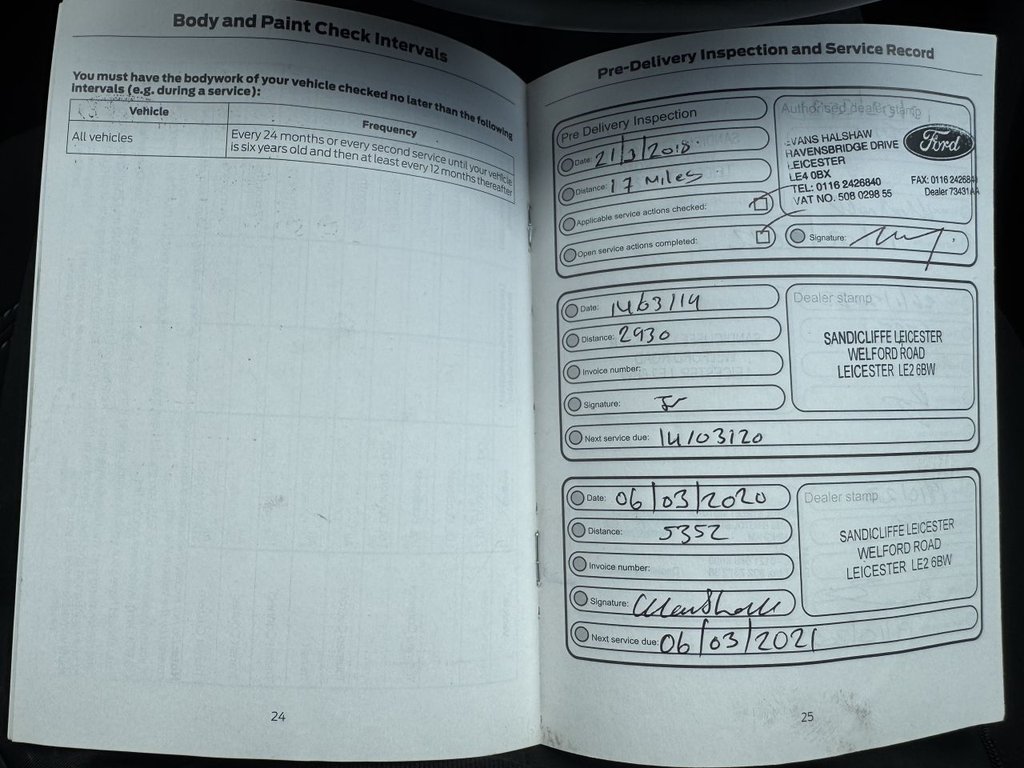 Body and Paint Check Intervals
You must have the bodywork of your vehicle checked no later than the following
intervals (e.g. during a service):
Vehicle Frequency
All vehicles Every 24 months or every second service until your vehicle
is six years old and then at least every 12 months thereafter
24
Pre-Delivery Inspection and Service Record
Pre Delivery Inspection
Date: 21/3/2018
Distance: 17 Miles
Applicable service actions checked:
Open service actions completed:
Authorised dealer stamp
EVANS HALSHAW
RAVENSBRIDGE DRIVE
LEICESTER
LE4 0BX
TEL: 0116 2426840 FAX: 0116 242684
VAT NO. 508 0298 55 Dealer 73431AA
Ford
Signature:
Date: 14/03/19
Distance: 2930
Invoice number:
Signature:
Next service due: 14/03/20
Dealer stamp
SANDICLIFFE LEICESTER
WELFORD ROAD
LEICESTER LE2 6BW
Date: 06/03/2020
Distance: 5352
Invoice number:
Signature:
Next service due: 06/03/2021
Dealer stamp
SANDICLIFFE LEICESTER
WELFORD ROAD
LEICESTER LE2 6BW
25